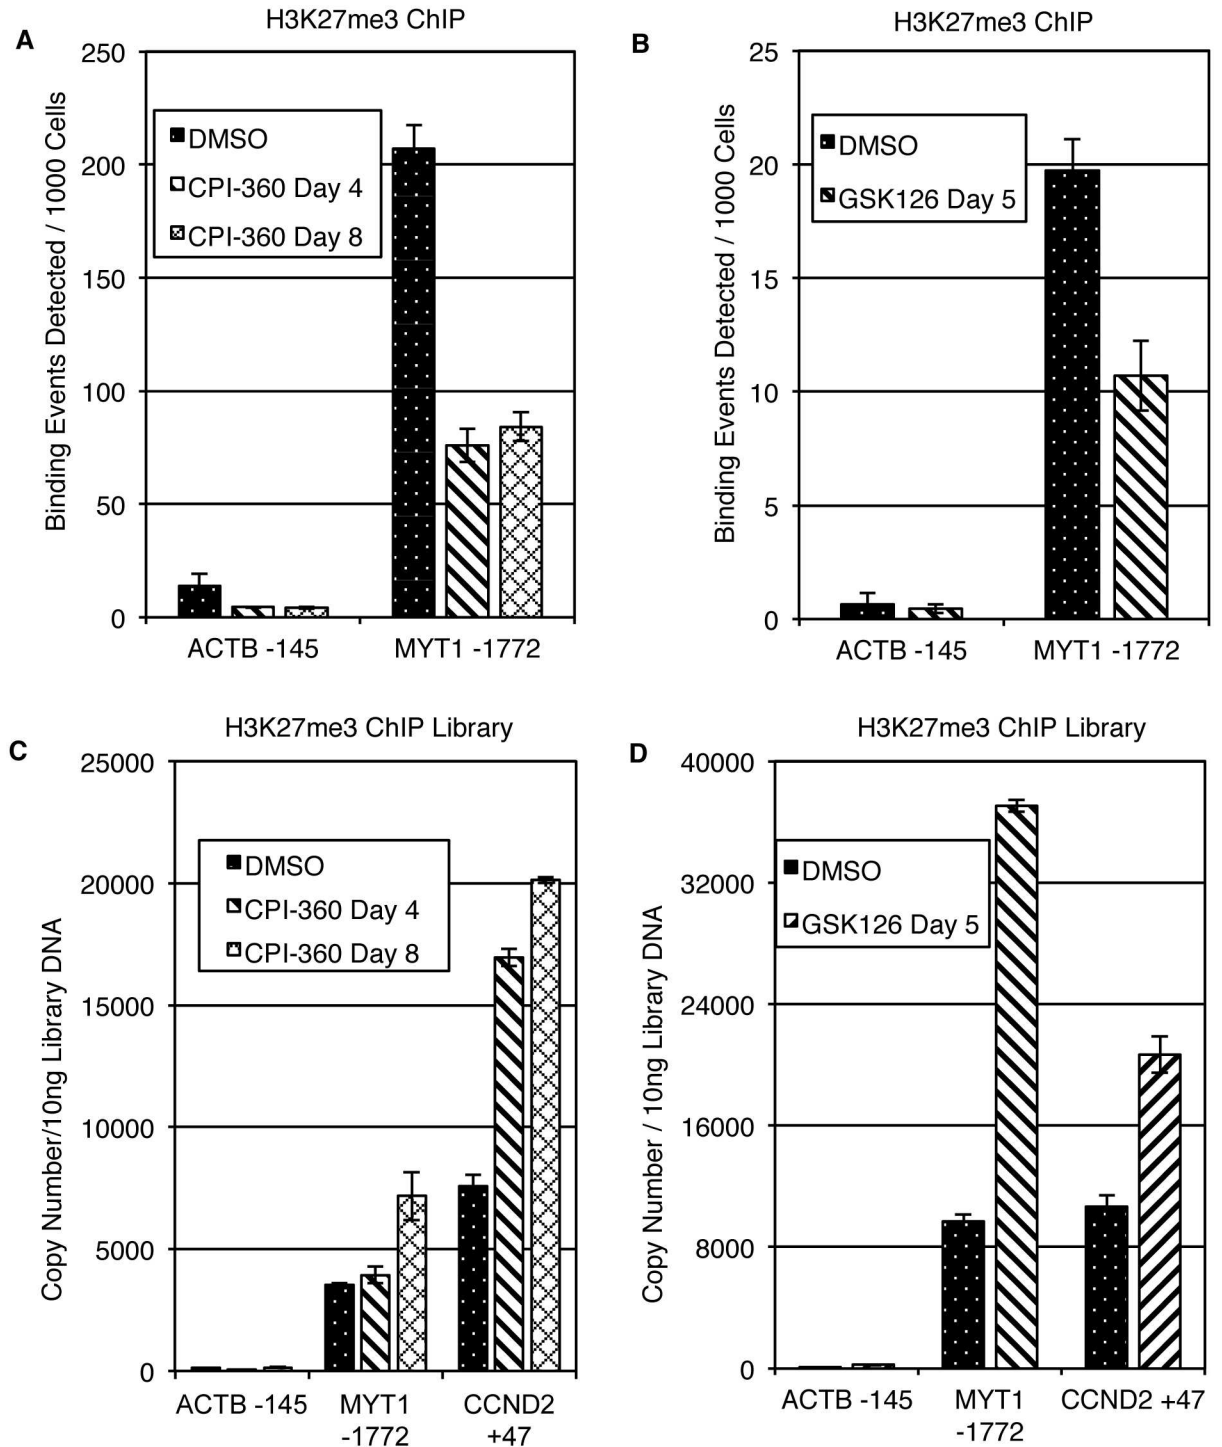 A
H3K27me3 ChIP
Binding Events Detected / 1000 Cells
250
200
150
100
50
0
DMSO
CPI-360 Day 4
CPI-360 Day 8
ACTB -145
MYT1 -1772
B
H3K27me3 ChIP
Binding Events Detected / 1000 Cells
25
20
15
10
5
0
DMSO
GSK126 Day 5
ACTB -145
MYT1 -1772
C
H3K27me3 ChIP Library
Copy Number/10ng Library DNA
25000
20000
15000
10000
5000
0
DMSO
CPI-360 Day 4
CPI-360 Day 8
ACTB -145
MYT1
-1772
CCND2
+47
D
H3K27me3 ChIP Library
Copy Number / 10ng Library DNA
40000
32000
24000
16000
8000
0
DMSO
GSK126 Day 5
ACTB -145
MYT1
-1772
CCND2 +47